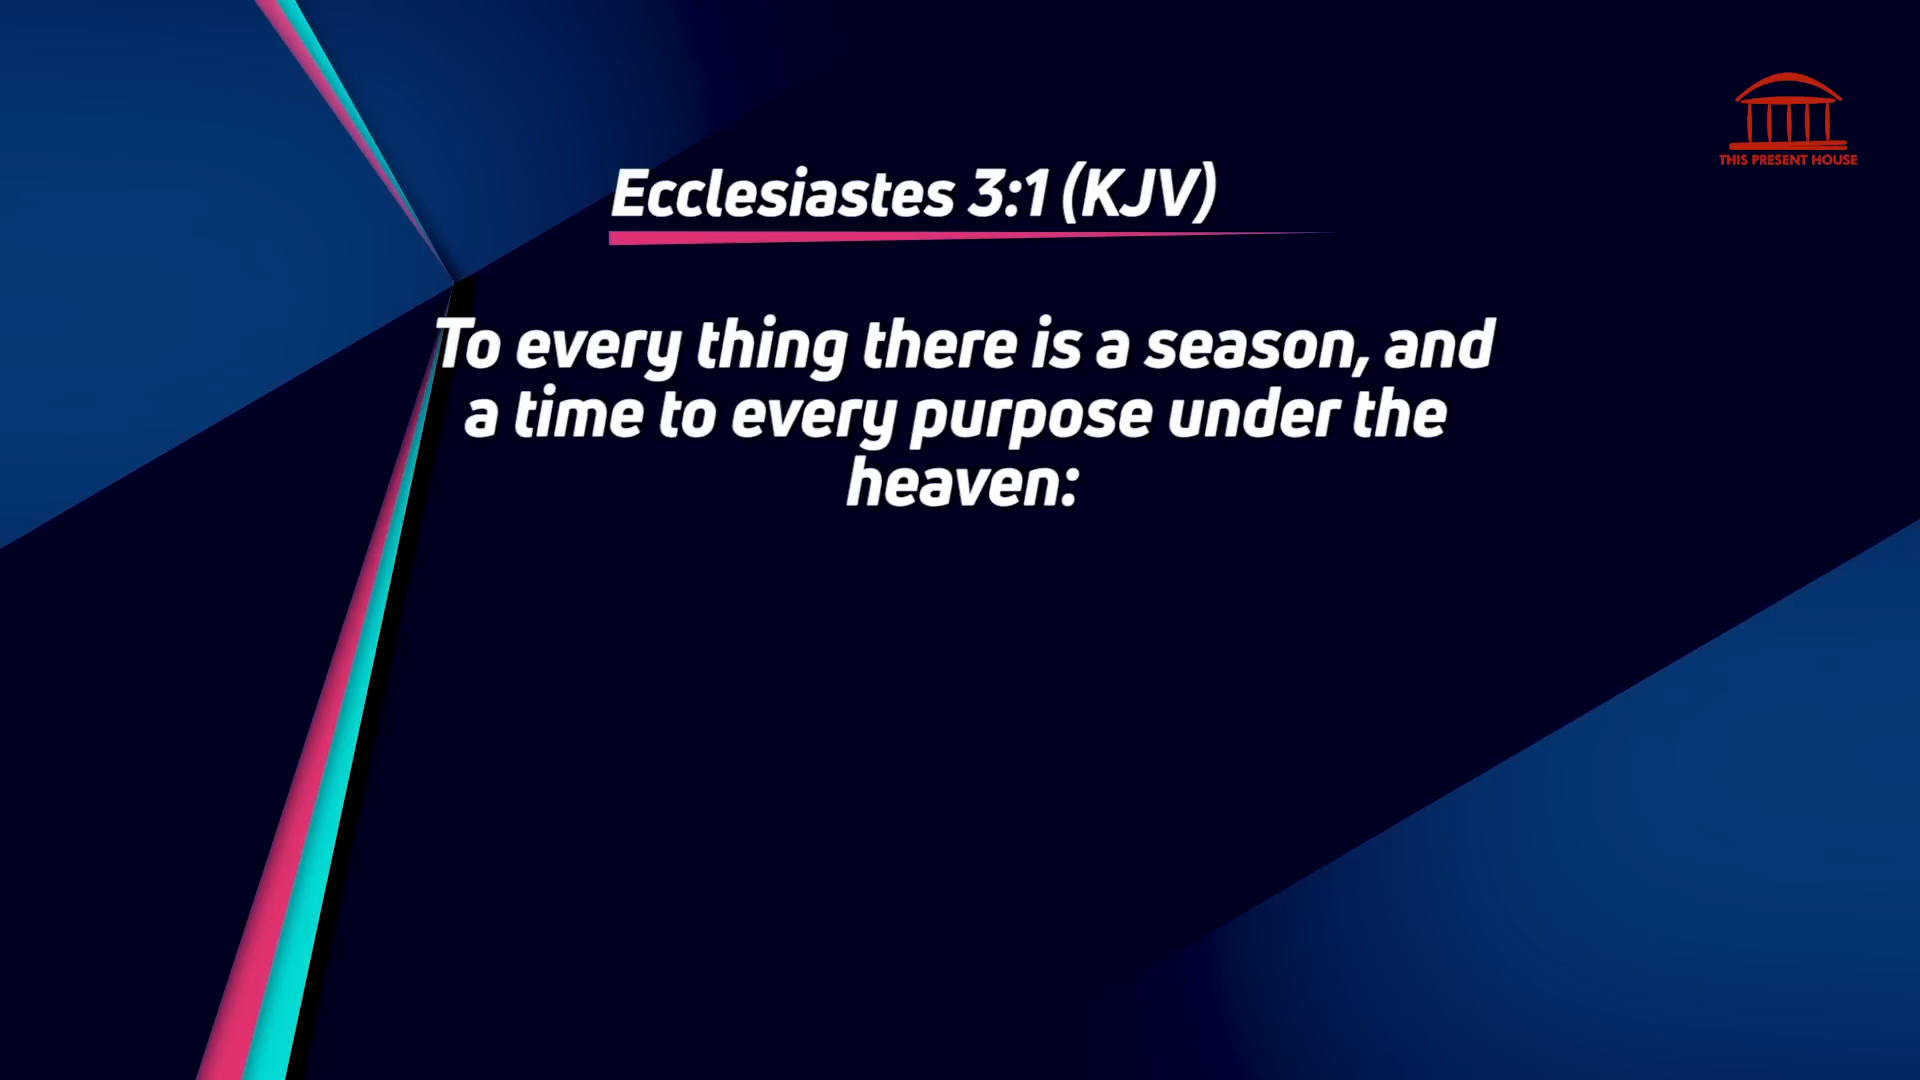 THIS PRESENT HOUSE
Ecclesiastes 3:1 (KJV)
To every thing there is a season, and
a time to every purpose under the
heaven: